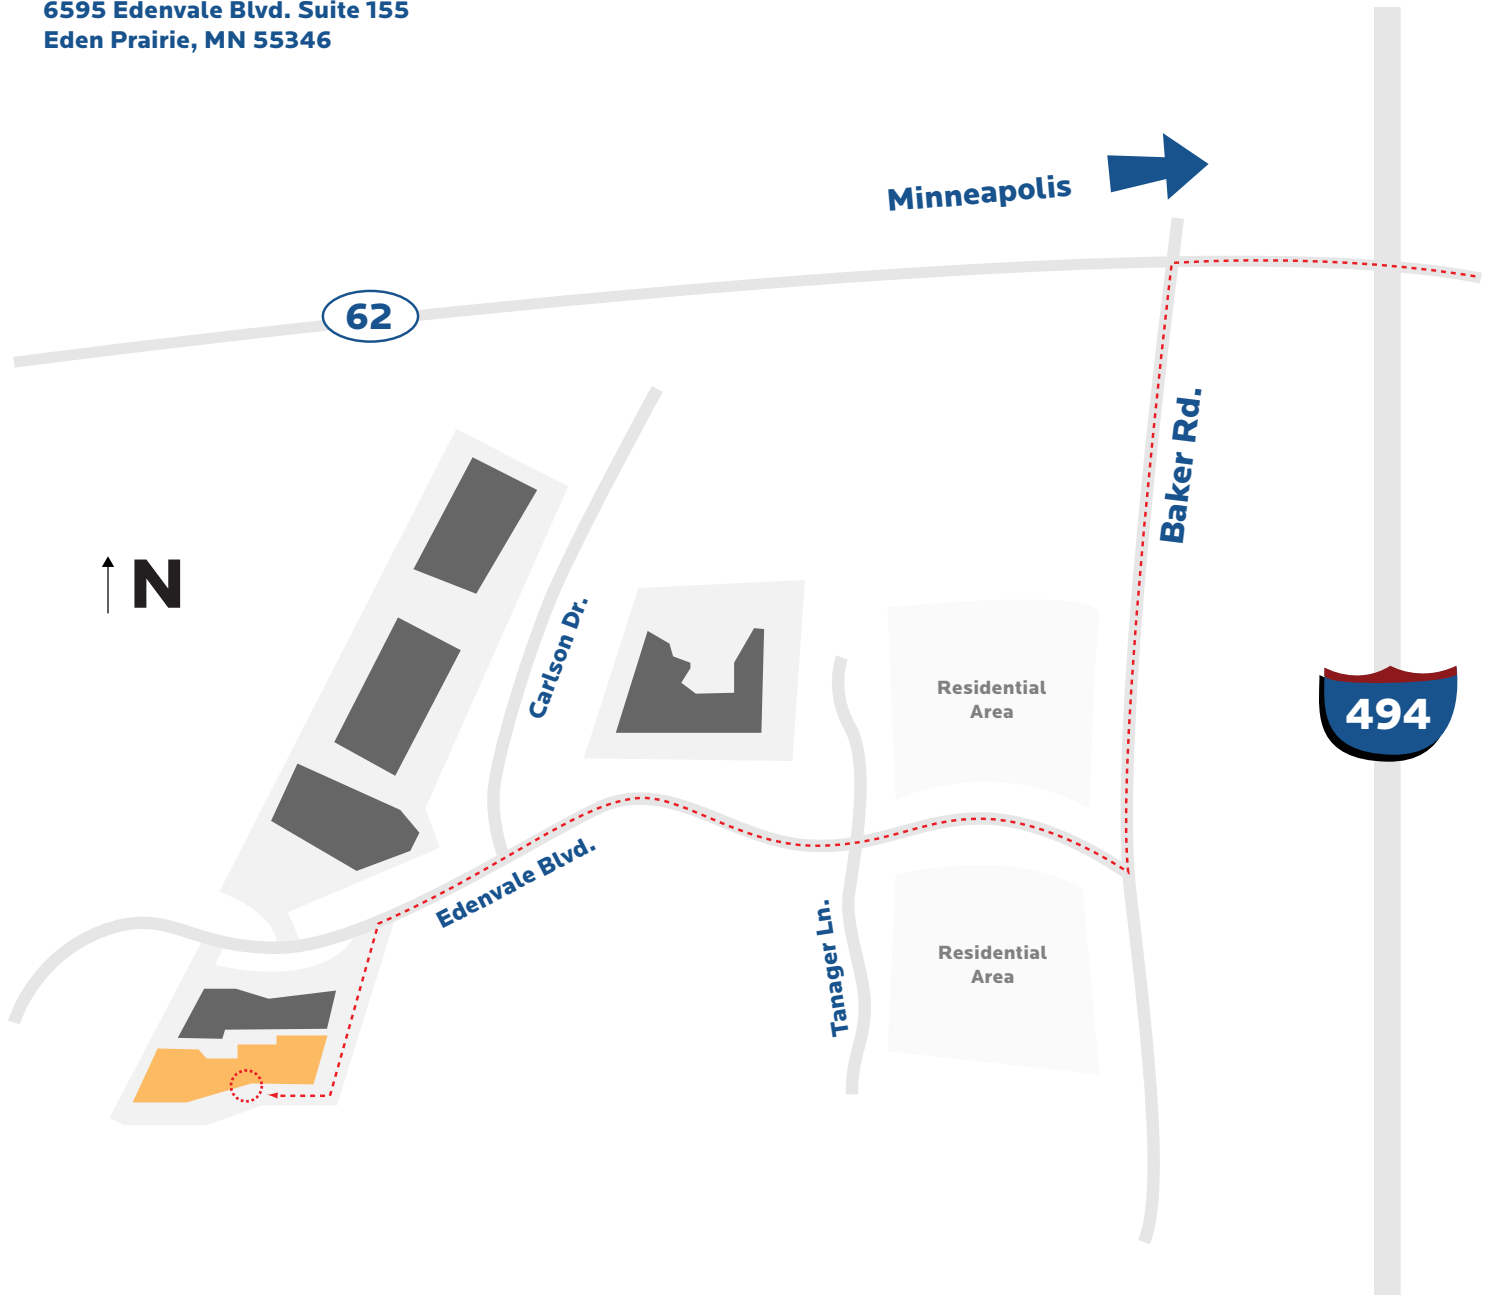 6595 Edenvale Blvd. Suite 155
Eden Prairie, MN 55346
Minneapolis
62
Baker Rd.
N
Carlson Dr.
Residential
Area
494
Edenvale Blvd.
Tanager Ln.
Residential
Area